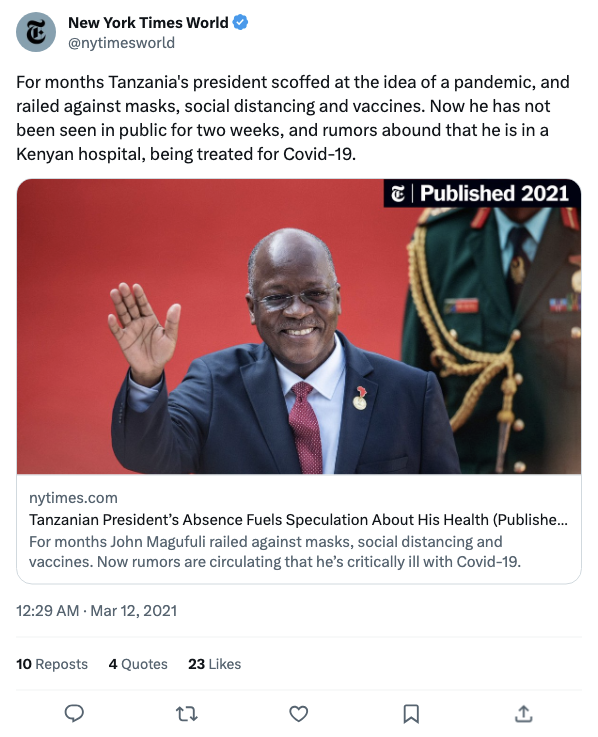 New York Times World
@nytimesworld
For months Tanzania's president scoffed at the idea of a pandemic, and
railed against masks, social distancing and vaccines. Now he has not
been seen in public for two weeks, and rumors abound that he is in a
Kenyan hospital, being treated for Covid-19.
Published 2021
nytimes.com
Tanzanian President’s Absence Fuels Speculation About His Health (Publishe...
For months John Magufuli railed against masks, social distancing and
vaccines. Now rumors are circulating that he’s critically ill with Covid-19.
12:29 AM · Mar 12, 2021
10 Reposts 4 Quotes 23 Likes